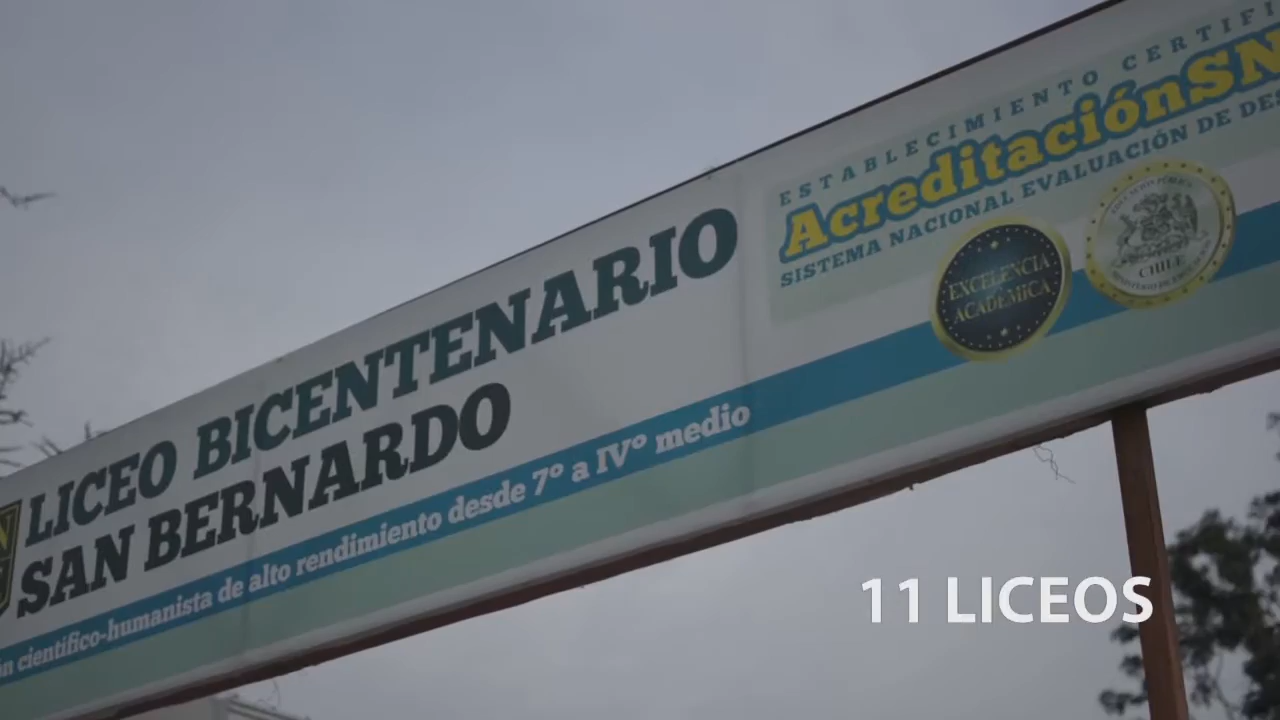 LICEO BICENTENARIO
SAN BERNARDO
científico-humanista de alto rendimiento desde 7º a IVº medio
ESTABLECIMIENTO
AcreditaciónSN
SISTEMA NACIONAL EVALUACIÓN DE
EXCELENCIA
ACADÉMICA
CHILE
11 LICEOS